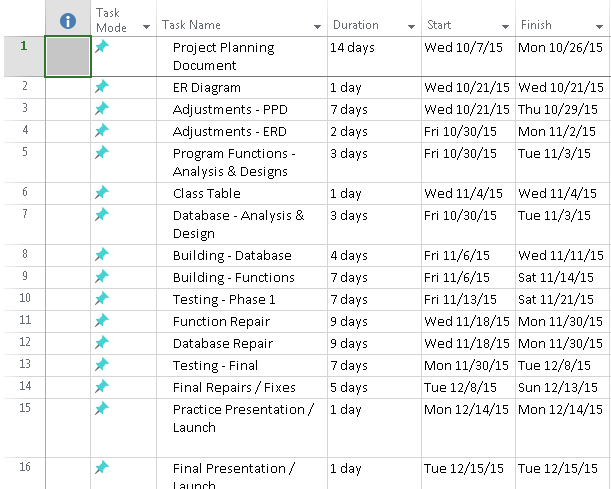 Task Mode Task Name Duration Start Finish
1 Project Planning Document 14 days Wed 10/7/15 Mon 10/26/15
2 ER Diagram 1 day Wed 10/21/15 Wed 10/21/15
3 Adjustments - PPD 7 days Wed 10/21/15 Thu 10/29/15
4 Adjustments - ERD 2 days Fri 10/30/15 Mon 11/2/15
5 Program Functions - Analysis & Designs 3 days Fri 10/30/15 Tue 11/3/15
6 Class Table 1 day Wed 11/4/15 Wed 11/4/15
7 Database - Analysis & Design 3 days Fri 10/30/15 Tue 11/3/15
8 Building - Database 4 days Fri 11/6/15 Wed 11/11/15
9 Building - Functions 7 days Fri 11/6/15 Sat 11/14/15
10 Testing - Phase 1 7 days Fri 11/13/15 Sat 11/21/15
11 Function Repair 9 days Wed 11/18/15 Mon 11/30/15
12 Database Repair 9 days Wed 11/18/15 Mon 11/30/15
13 Testing - Final 7 days Mon 11/30/15 Tue 12/8/15
14 Final Repairs / Fixes 5 days Tue 12/8/15 Sun 12/13/15
15 Practice Presentation / Launch 1 day Mon 12/14/15 Mon 12/14/15
16 Final Presentation / Launch 1 day Tue 12/15/15 Tue 12/15/15